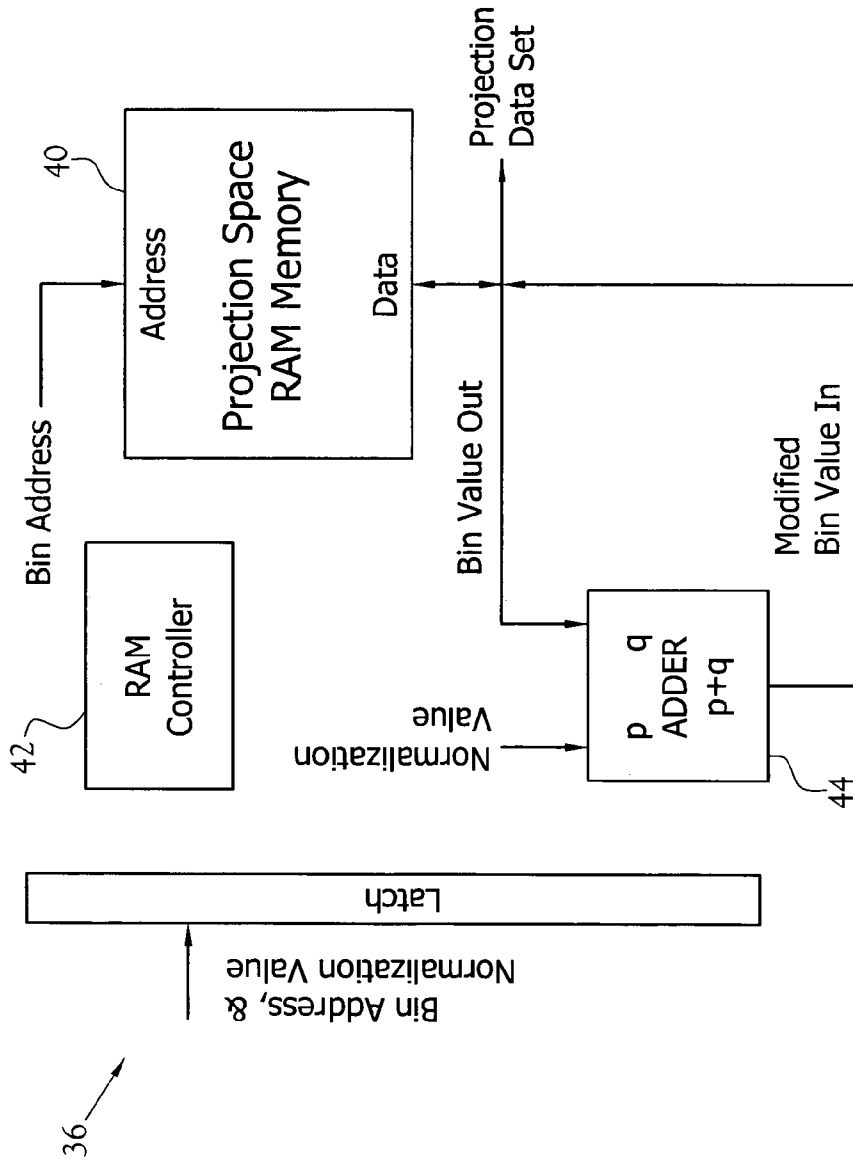 36
Bin Address, &
Normalization Value
Latch
42
RAM
Controller
Bin Address
40
Address
Projection Space
RAM Memory
Data
Normalization
Value
Bin Value Out
Projection
Data Set
p q
ADDER
p+q
44
Modified
Bin Value In